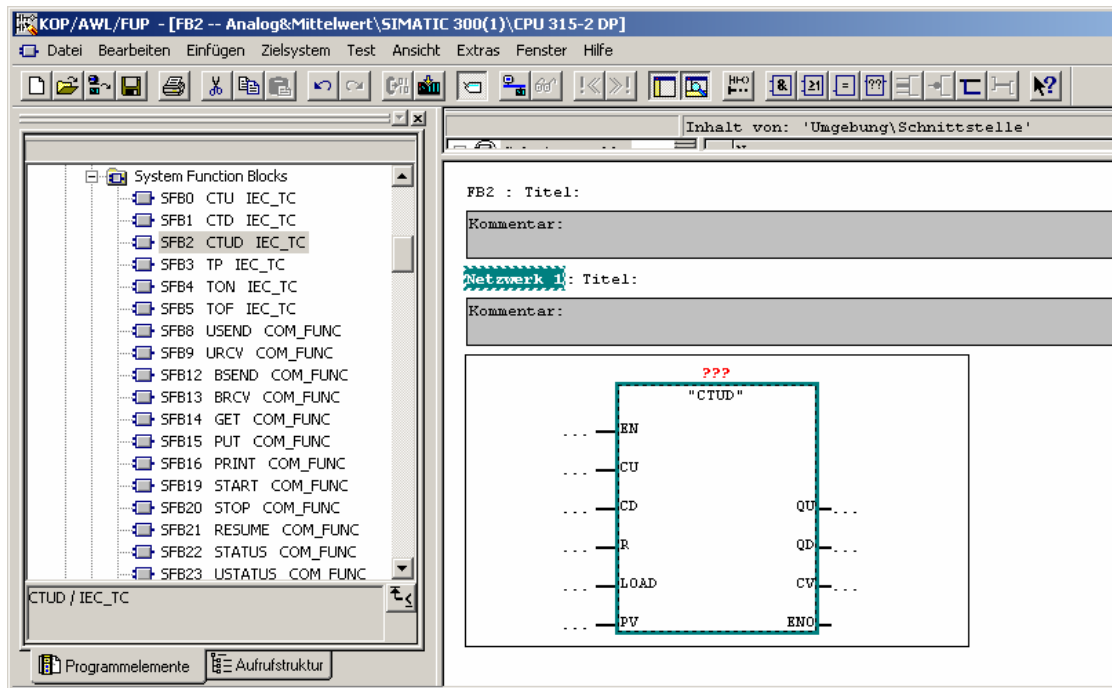 KOP/AWL/FUP - [FB2 -- Analog&Mittelwert\SIMATIC 300(1)\CPU 315-2 DP]
Datei Bearbeiten Einfügen Zielsystem Test Ansicht Extras Fenster Hilfe
Inhalt von: 'Umgebung\Schnittstelle'
System Function Blocks
SFB0 CTU IEC_TC
SFB1 CTD IEC_TC
SFB2 CTUD IEC_TC
SFB3 TP IEC_TC
SFB4 TON IEC_TC
SFB5 TOF IEC_TC
SFB8 USEND COM_FUNC
SFB9 URCV COM_FUNC
SFB12 BSEND COM_FUNC
SFB13 BRCV COM_FUNC
SFB14 GET COM_FUNC
SFB15 PUT COM_FUNC
SFB16 PRINT COM_FUNC
SFB19 START COM_FUNC
SFB20 STOP COM_FUNC
SFB21 RESUME COM_FUNC
SFB22 STATUS COM_FUNC
SFB23 USTATUS COM_FUNC
CTUD / IEC_TC
Programmelemente
Aufrufstruktur
FB2 : Titel:
Kommentar:
Netzwerk 1: Titel:
Kommentar:
???
"CTUD"
... EN
... CU
... CD QU ...
... R QD ...
... LOAD CV ...
... PV ENO